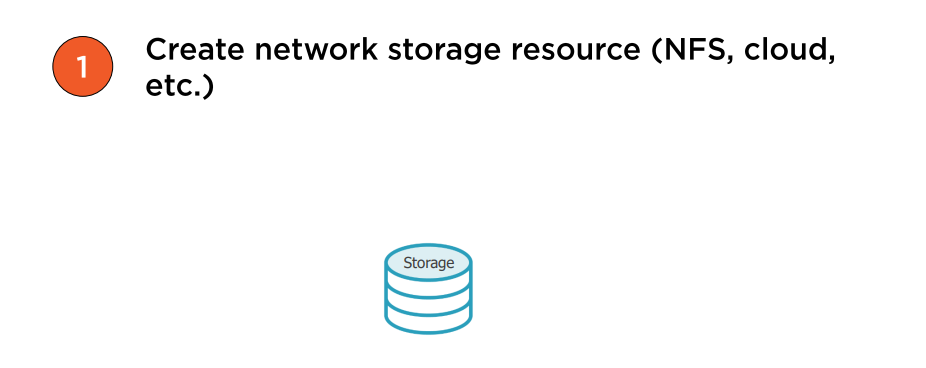 1
Create network storage resource (NFS, cloud,
etc.)
Storage